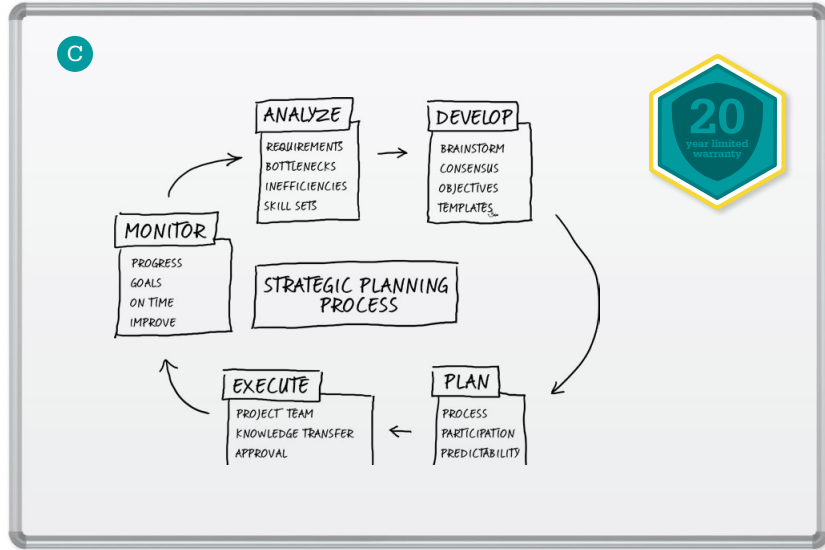 C
20
year limited
warranty
ANALYZE
REQUIREMENTS
BOTTLENECKS
INEFFICIENCIES
SKILL SETS
DEVELOP
BRAINSTORM
CONSENSUS
OBJECTIVES
TEMPLATES
MONITOR
PROGRESS
GOALS
ON TIME
IMPROVE
STRATEGIC PLANNING
PROCESS
EXECUTE
PROJECT TEAM
KNOWLEDGE TRANSFER
APPROVAL
PLAN
PROCESS
PARTICIPATION
PREDICTABILITY